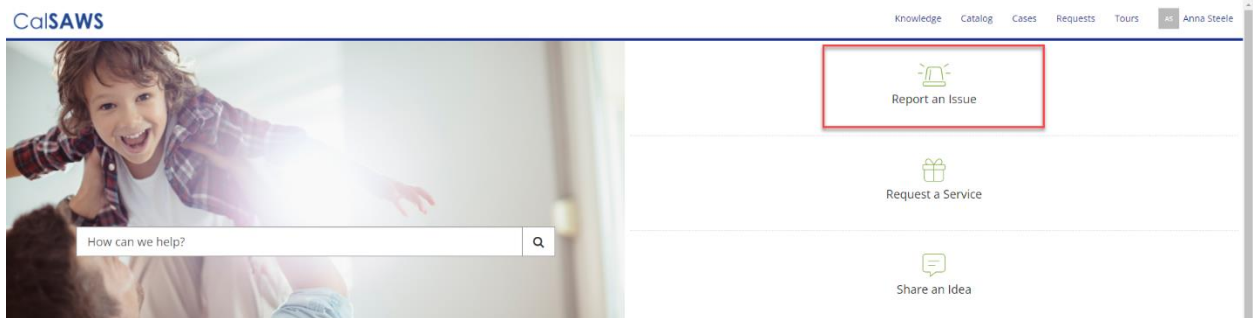 CalSAWS
Knowledge Catalog Cases Requests Tours AS Anna Steele
Report an Issue
Request a Service
How can we help?
Share an Idea